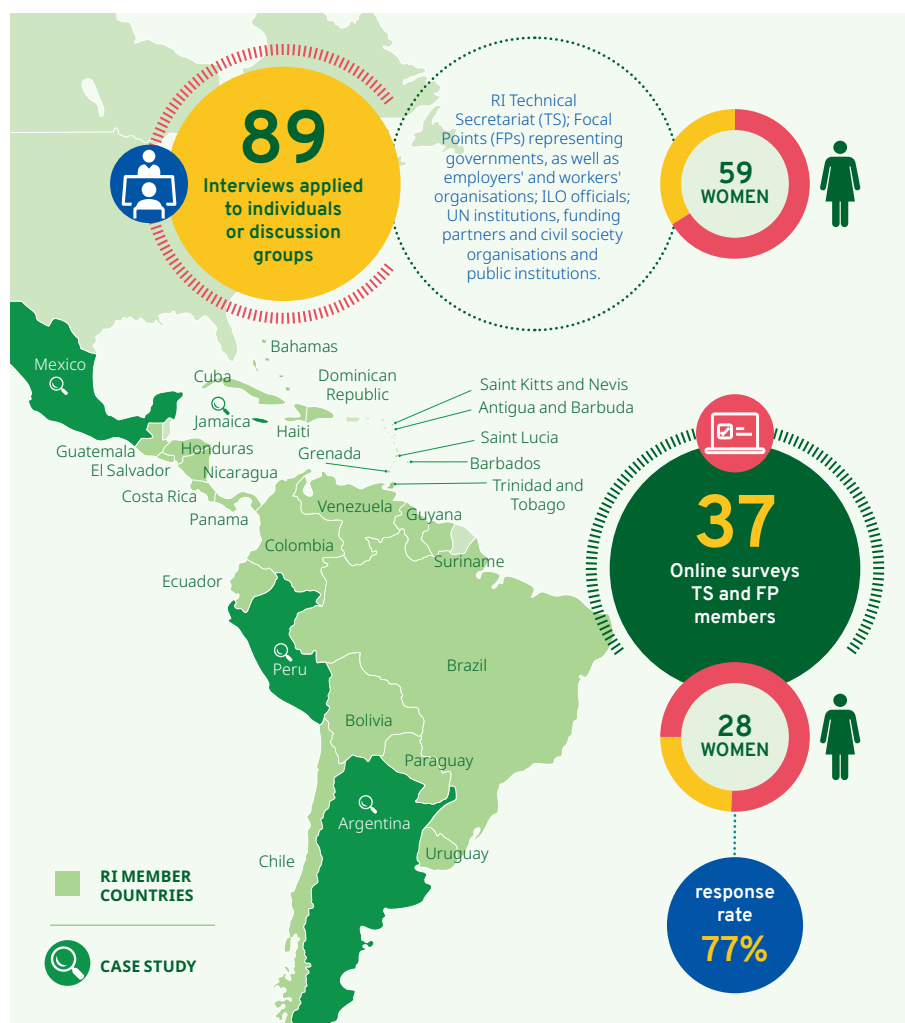 89
Interviews applied
to individuals
or discussion
groups
RI Technical
Secretariat (TS); Focal
Points (FPs) representing
governments, as well as
employers' and workers'
organisations; ILO officials;
UN institutions, funding
partners and civil society
organisations and
public institutions.
59
WOMEN
Bahamas
Mexico
Cuba
Dominican
Republic
Saint Kitts and Nevis
Antigua and Barbuda
Jamaica
Haiti
Saint Lucia
Guatemala
Honduras
Grenada
Barbados
El Salvador
Nicaragua
Trinidad and
Tobago
Costa Rica
Panama
Venezuela
Guyana
Colombia
Suriname
Ecuador
Peru
Brazil
Bolivia
Paraguay
Argentina
Uruguay
Chile
37
Online surveys
TS and FP
members
28
WOMEN
response
rate
77%
RI MEMBER
COUNTRIES
CASE STUDY